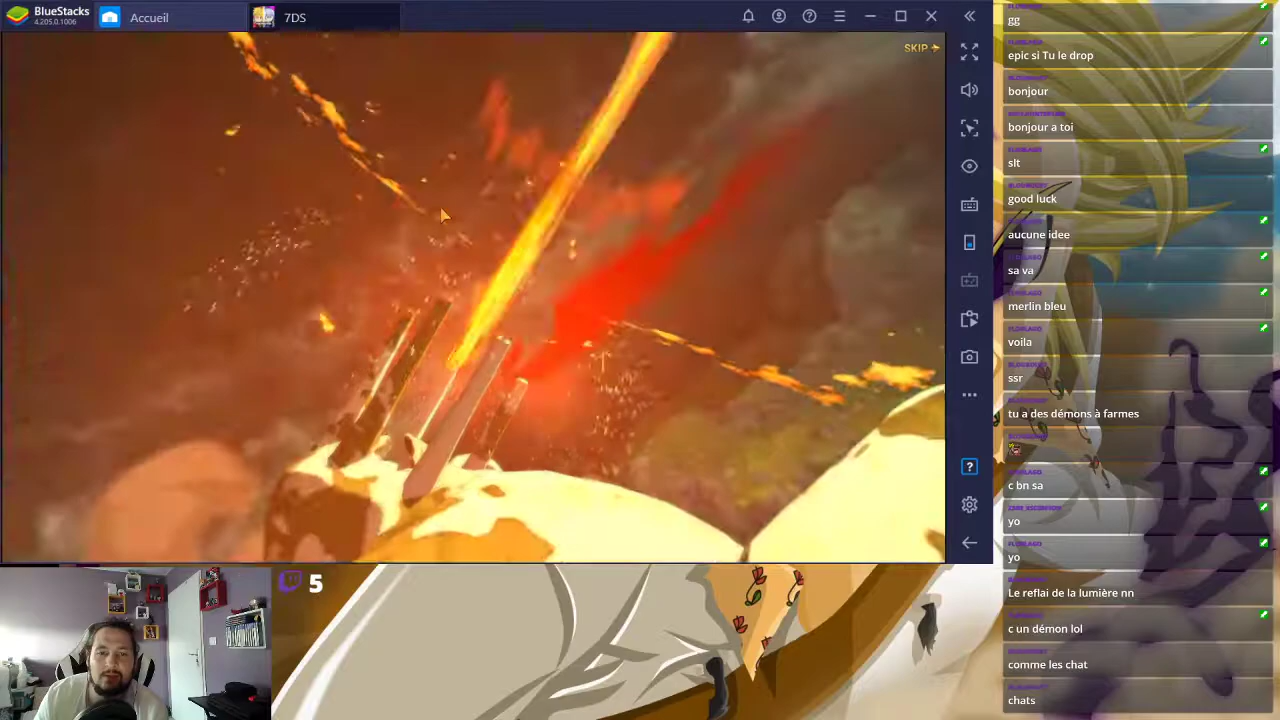 BlueStacks
4.205.0.1006
Accueil
7DS
SKIP
5
gg
epic si Tu le drop
bonjour
bonjour a toi
slt
good luck
aucune idee
sa va
merlin bleu
voila
ssr
tu a des démons à farmes
c bn sa
yo
yo
Le reflai de la lumière nn
c un démon lol
comme les chat
chats